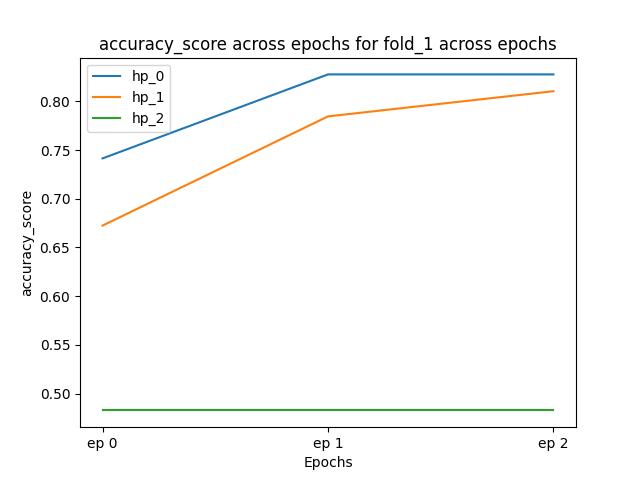 accuracy_score across epochs for fold_1 across epochs
hp_0
hp_1
hp_2
accuracy_score
0.80
0.75
0.70
0.65
0.60
0.55
0.50
ep 0
ep 1
ep 2
Epochs